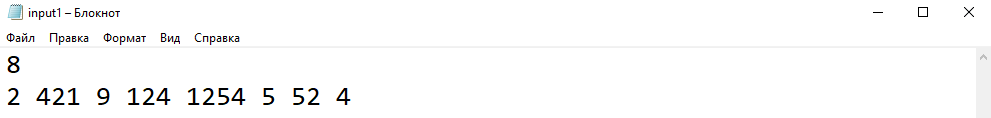 input1 – Блокнот
Файл Правка Формат Вид Справка
8
2 421 9 124 1254 5 52 4